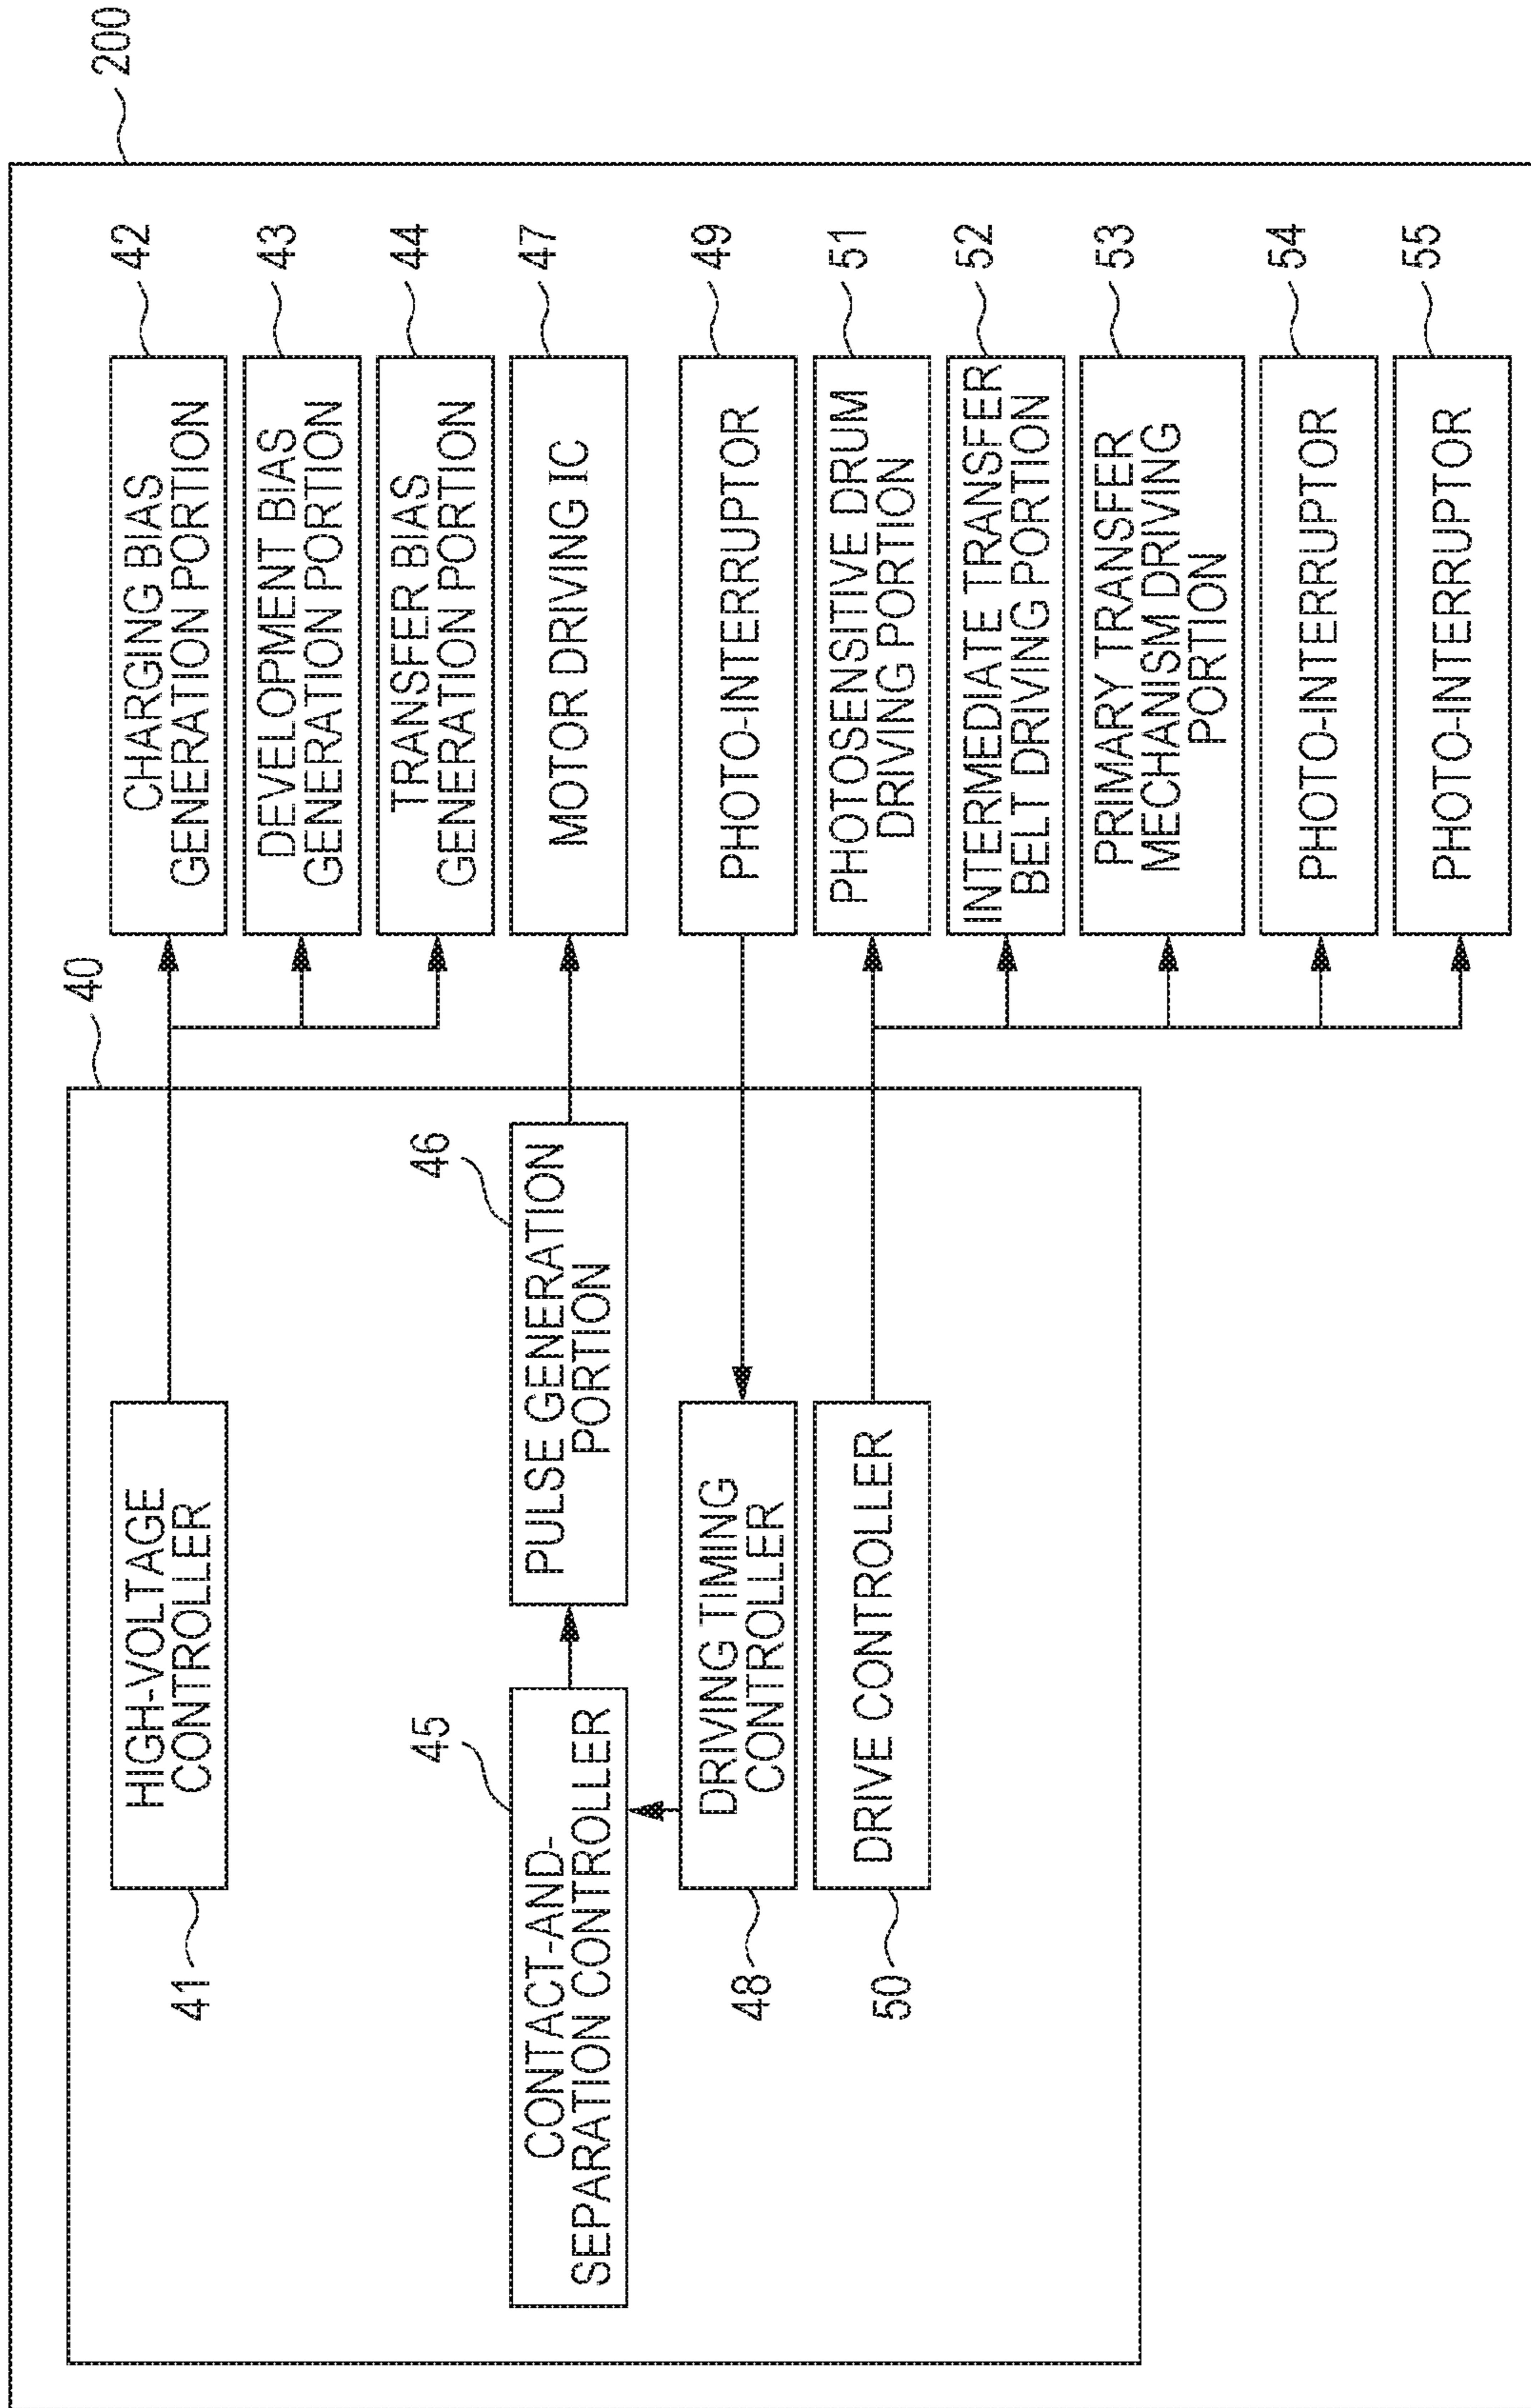 200
40
HIGH-VOLTAGE
CONTROLLER
41
CHARGING BIAS
GENERATION PORTION
42
DEVELOPMENT BIAS
GENERATION PORTION
43
TRANSFER BIAS
GENERATION PORTION
44
CONTACT-AND-
SEPARATION CONTROLLER
45
PULSE GENERATION
PORTION
46
MOTOR DRIVING IC
47
DRIVING TIMING
CONTROLLER
48
PHOTO-INTERRUPTOR
49
DRIVE CONTROLLER
50
PHOTOSENSITIVE DRUM
DRIVING PORTION
51
INTERMEDIATE TRANSFER
BELT DRIVING PORTION
52
PRIMARY TRANSFER
MECHANISM DRIVING
PORTION
53
PHOTO-INTERRUPTOR
54
PHOTO-INTERRUPTOR
55